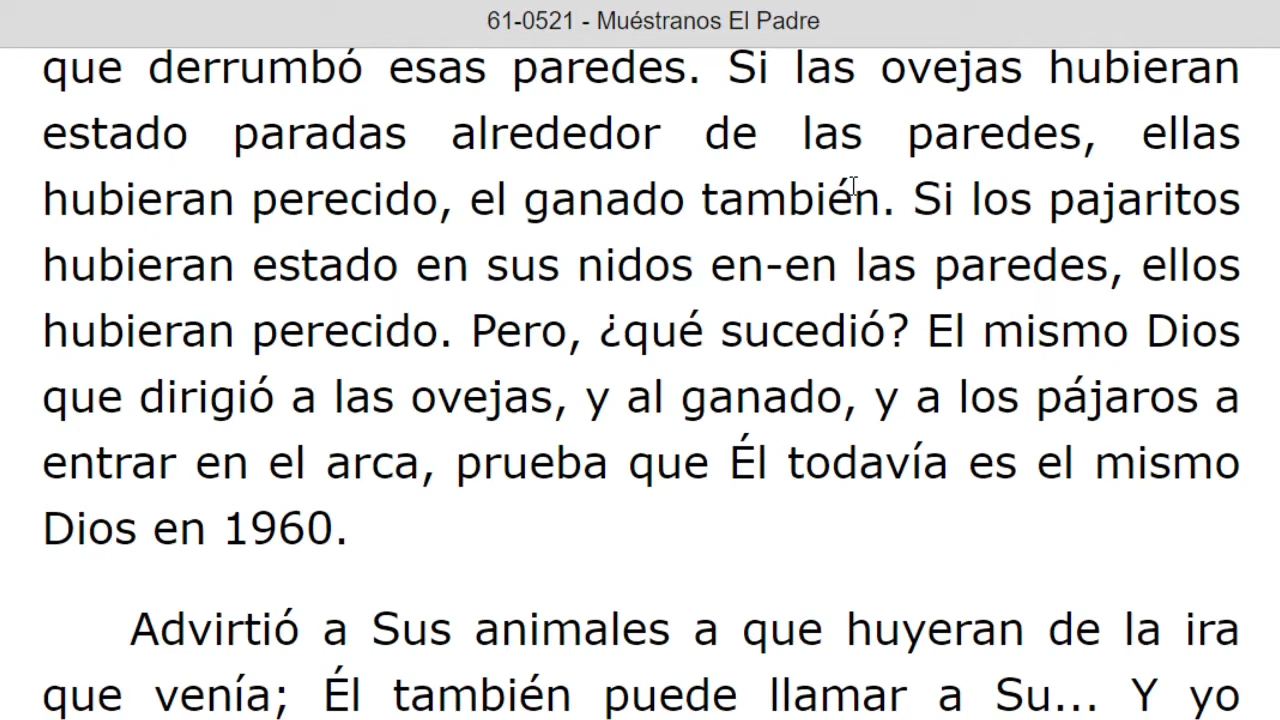 61-0521 - Muéstranos El Padre
que derrumbó esas paredes. Si las ovejas hubieran
estado paradas alrededor de las paredes, ellas
hubieran perecido, el ganado también. Si los pajaritos
hubieran estado en sus nidos en-en las paredes, ellos
hubieran perecido. Pero, ¿qué sucedió? El mismo Dios
que dirigió a las ovejas, y al ganado, y a los pájaros a
entrar en el arca, prueba que Él todavía es el mismo
Dios en 1960.
Advirtió a Sus animales a que huyeran de la ira
que venía; Él también puede llamar a Su... Y yo